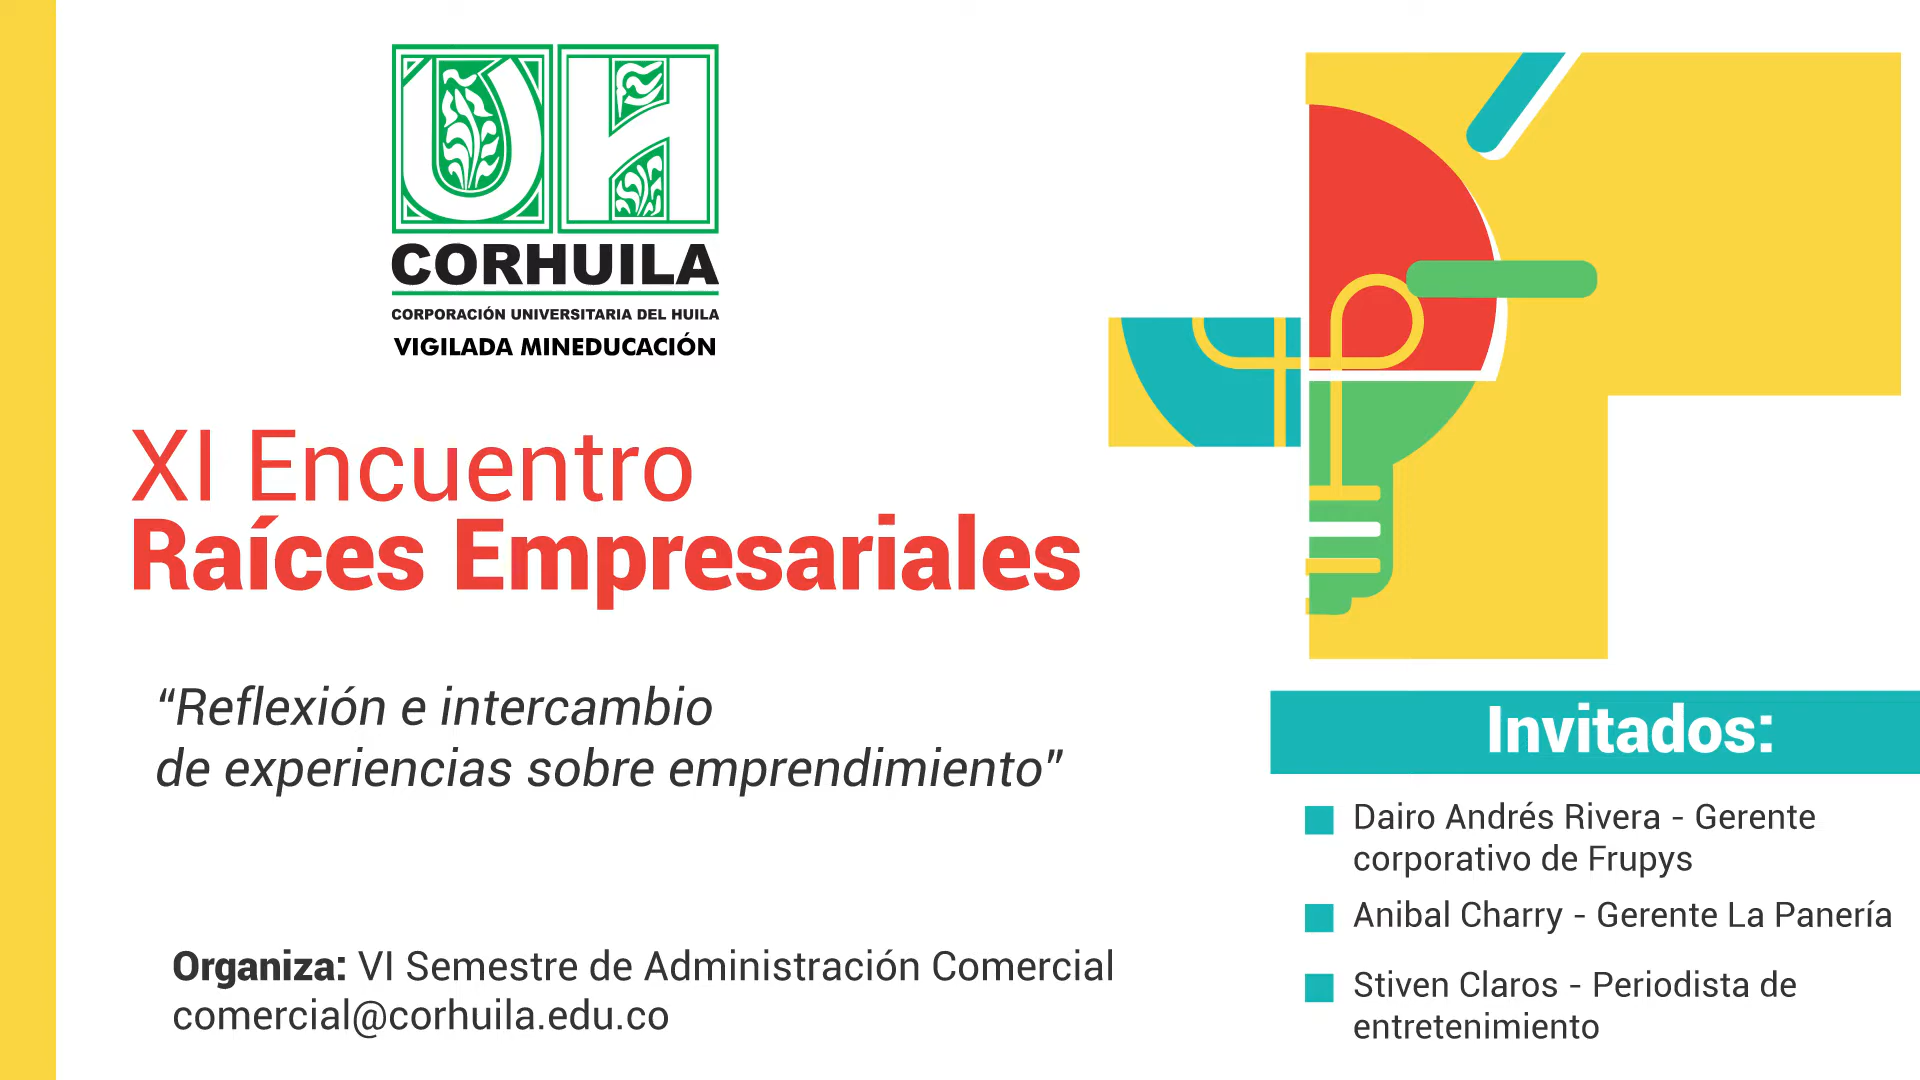 UH
CORHUILA
CORPORACIÓN UNIVERSITARIA DEL HUILA
VIGILADA MINEDUCACIÓN
XI Encuentro
Raíces Empresariales
“Reflexión e intercambio
de experiencias sobre emprendimiento”
Organiza: VI Semestre de Administración Comercial
comercial@corhuila.edu.co
Invitados:
Dairo Andrés Rivera - Gerente
corporativo de Frupys
Anibal Charry - Gerente La Panería
Stiven Claros - Periodista de
entretenimiento